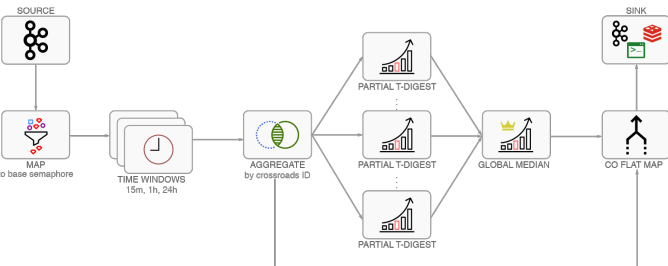 SOURCE
SINK
PARTIAL T-DIGEST
MAP
to base semaphore
TIME WINDOWS
15m, 1h, 24h
AGGREGATE
by crossroads ID
PARTIAL T-DIGEST
GLOBAL MEDIAN
CO FLAT MAP
PARTIAL T-DIGEST